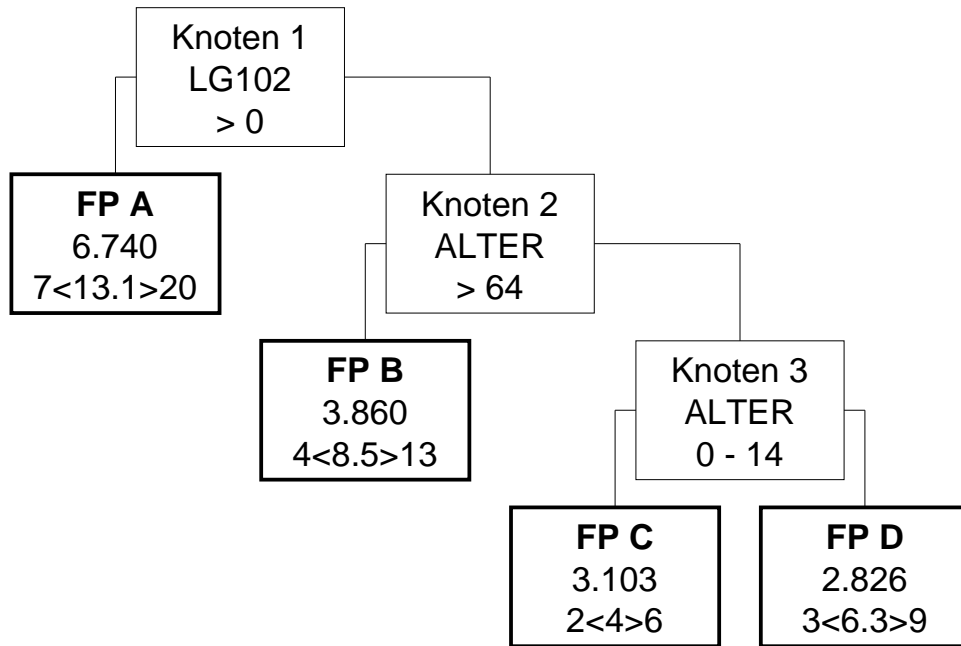 Knoten 1
LG102
> 0
FP A
6.740
7<13.1>20
Knoten 2
ALTER
> 64
FP B
3.860
4<8.5>13
Knoten 3
ALTER
0 - 14
FP C
3.103
2<4>6
FP D
2.826
3<6.3>9